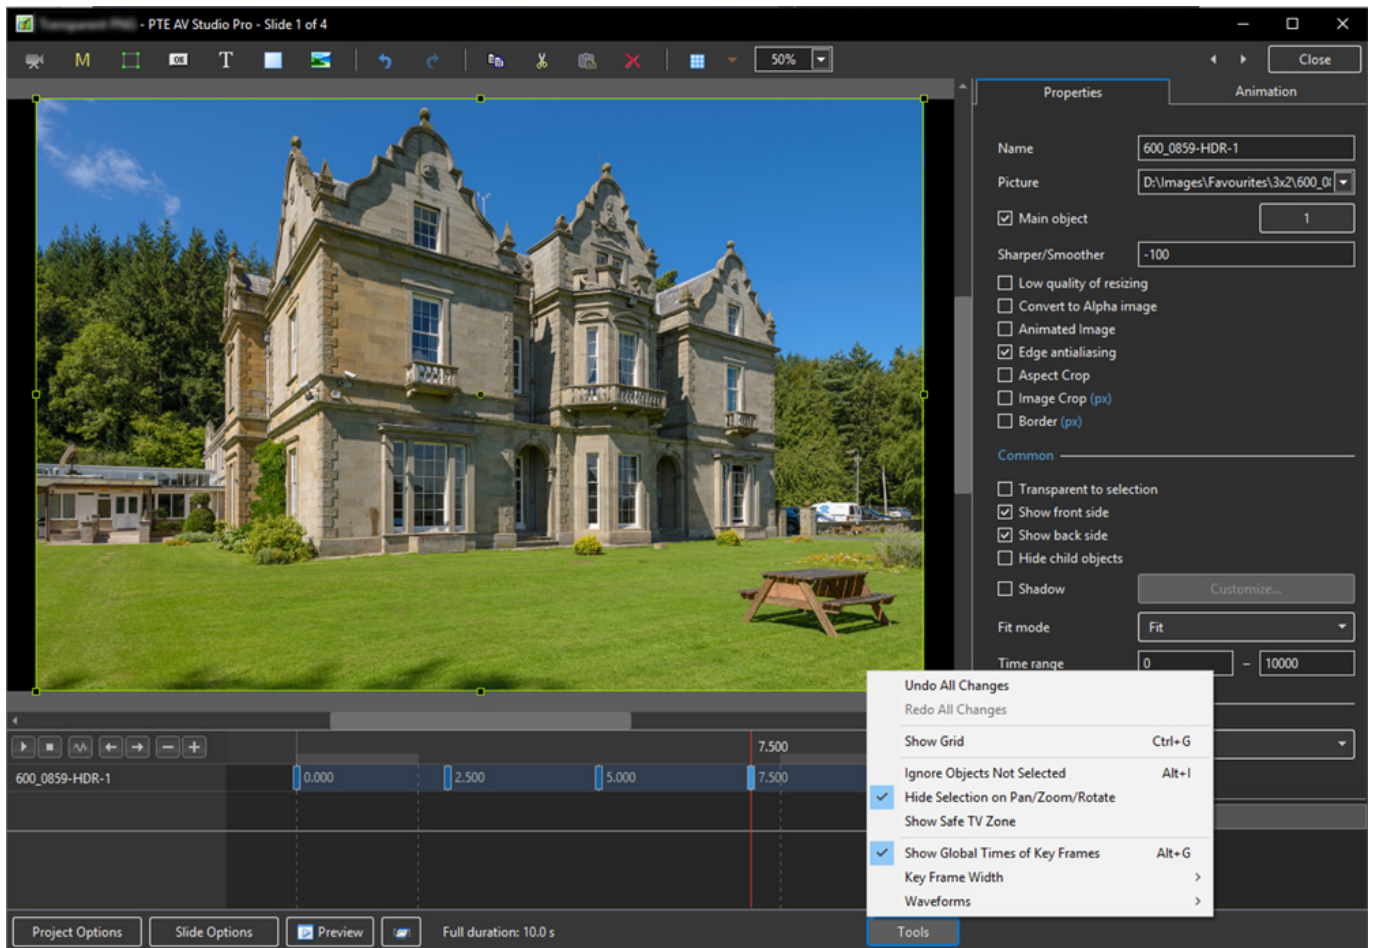 - PTE AV Studio Pro - Slide 1 of 4
M OK T 50% Close
Properties Animation
Name 600_0859-HDR-1
Picture D:\Images\Favourites\3x2\600_0
Main object 1
Sharper/Smoother -100
Low quality of resizing
Convert to Alpha image
Animated Image
Edge antialiasing
Aspect Crop
Image Crop (px)
Border (px)
Common
Transparent to selection
Show front side
Show back side
Hide child objects
Shadow Customize...
Fit mode Fit
Time range 0 – 10000
Undo All Changes
Redo All Changes
Show Grid Ctrl+G
Ignore Objects Not Selected Alt+I
Hide Selection on Pan/Zoom/Rotate
Show Safe TV Zone
Show Global Times of Key Frames Alt+G
Key Frame Width
Waveforms
7.500
600_0859-HDR-1 0.000 2.500 5.000 7.500
Project Options Slide Options Preview Full duration: 10.0 s Tools